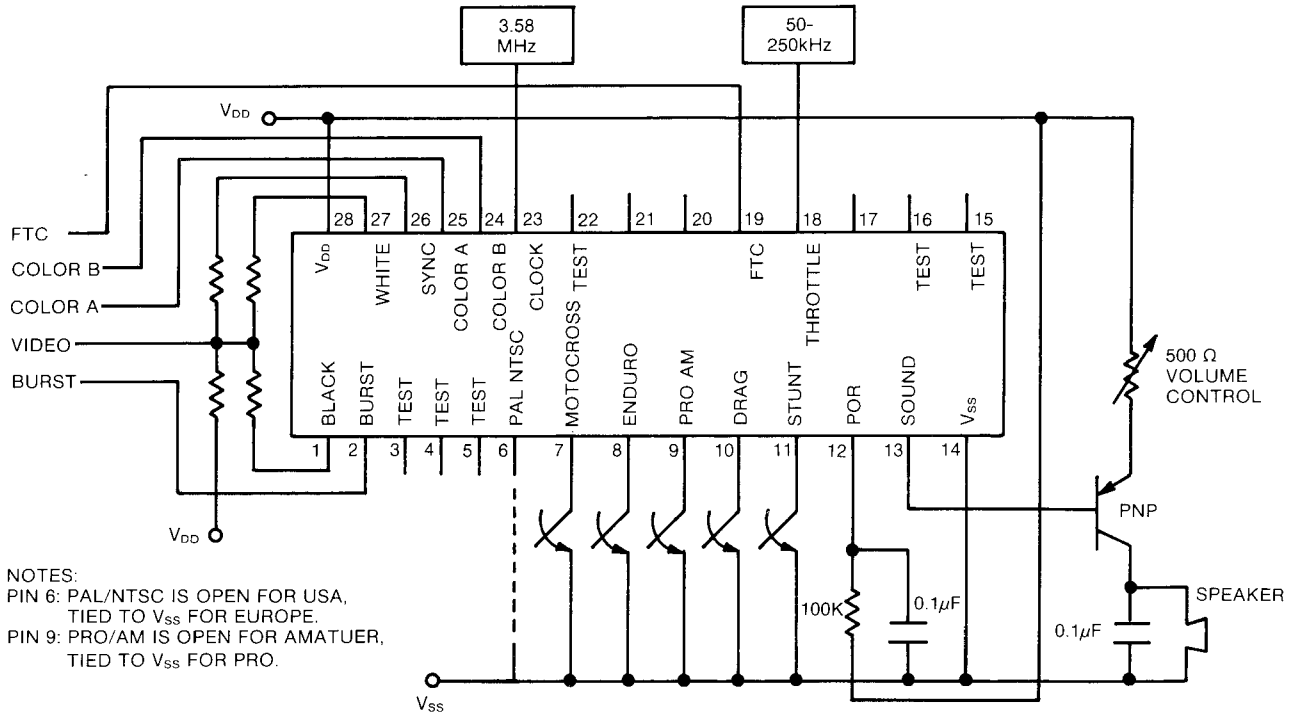 3.58
MHz
50-
250kHz
VDD
28
27
26
25
24
23
22
21
20
19
18
17
16
15
FTC
COLOR B
COLOR A
VIDEO
BURST
VDD
WHITE
SYNC
COLOR A
COLOR B
CLOCK
TEST
FTC
THROTTLE
TEST
TEST
BLACK
BURST
TEST
TEST
TEST
PAL NTSC
MOTOCROSS
ENDURO
PRO AM
DRAG
STUNT
POR
SOUND
VSS
1
2
3
4
5
6
7
8
9
10
11
12
13
14
500 Ω
VOLUME
CONTROL
PNP
VDD
NOTES:
PIN 6: PAL/NTSC IS OPEN FOR USA,
TIED TO VSS FOR EUROPE.
PIN 9: PRO/AM IS OPEN FOR AMATUER,
TIED TO VSS FOR PRO.
100K
0.1μF
0.1μF
SPEAKER
VSS